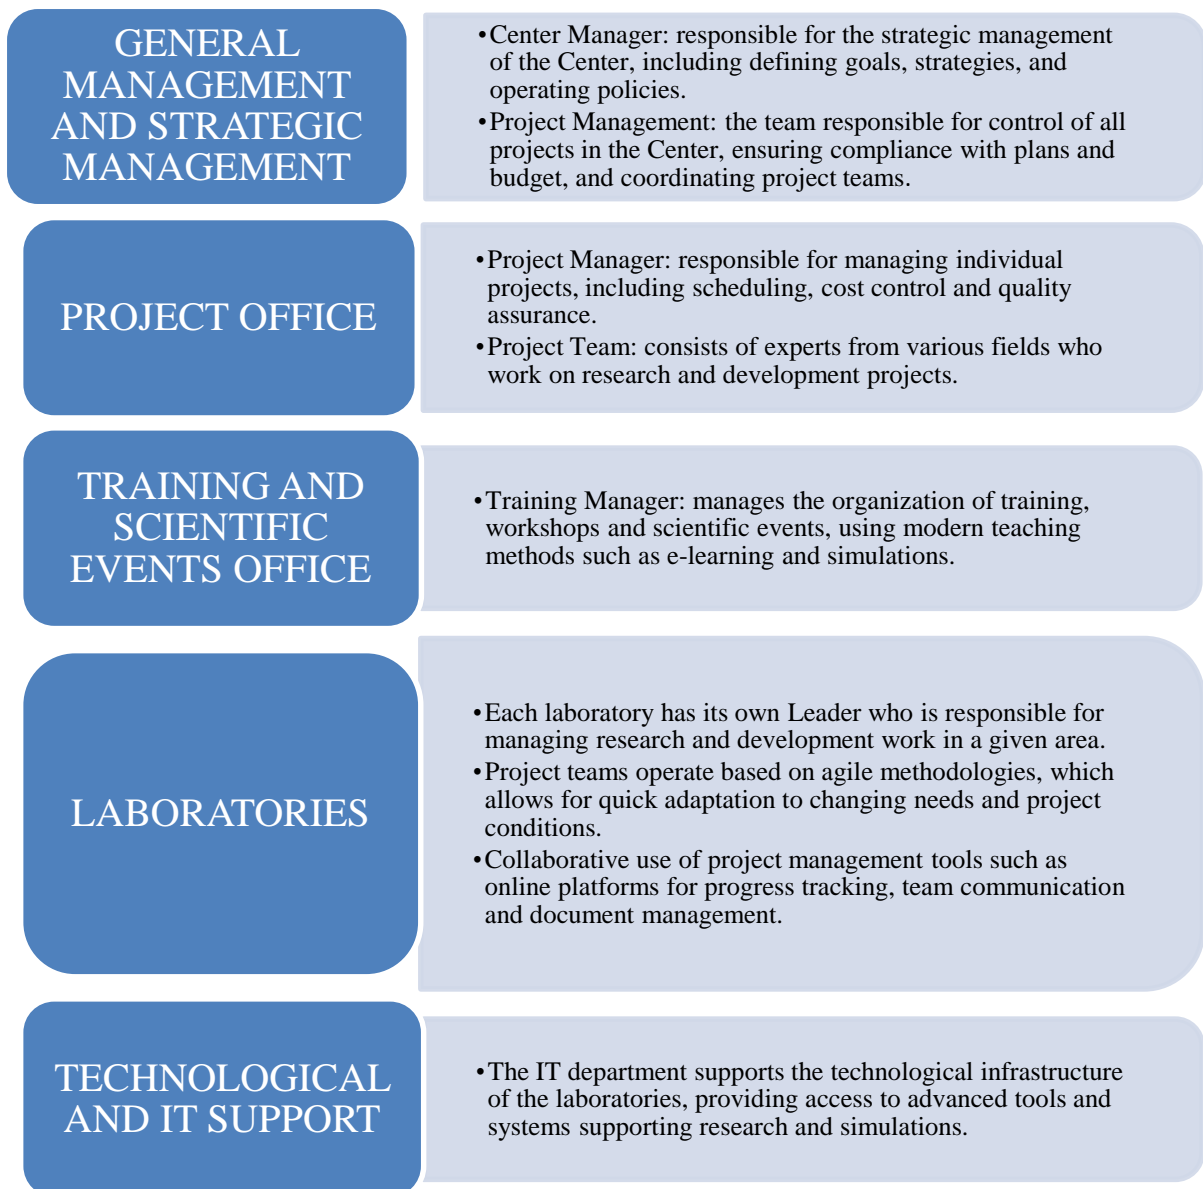 GENERAL
MANAGEMENT
AND STRATEGIC
MANAGEMENT
•Center Manager: responsible for the strategic management
of the Center, including defining goals, strategies, and
operating policies.
•Project Management: the team responsible for control of all
projects in the Center, ensuring compliance with plans and
budget, and coordinating project teams.
PROJECT OFFICE
•Project Manager: responsible for managing individual
projects, including scheduling, cost control and quality
assurance.
•Project Team: consists of experts from various fields who
work on research and development projects.
TRAINING AND
SCIENTIFIC
EVENTS OFFICE
•Training Manager: manages the organization of training,
workshops and scientific events, using modern teaching
methods such as e-learning and simulations.
LABORATORIES
•Each laboratory has its own Leader who is responsible for
managing research and development work in a given area.
•Project teams operate based on agile methodologies, which
allows for quick adaptation to changing needs and project
conditions.
•Collaborative use of project management tools such as
online platforms for progress tracking, team communication
and document management.
TECHNOLOGICAL
AND IT SUPPORT
•The IT department supports the technological infrastructure
of the laboratories, providing access to advanced tools and
systems supporting research and simulations.